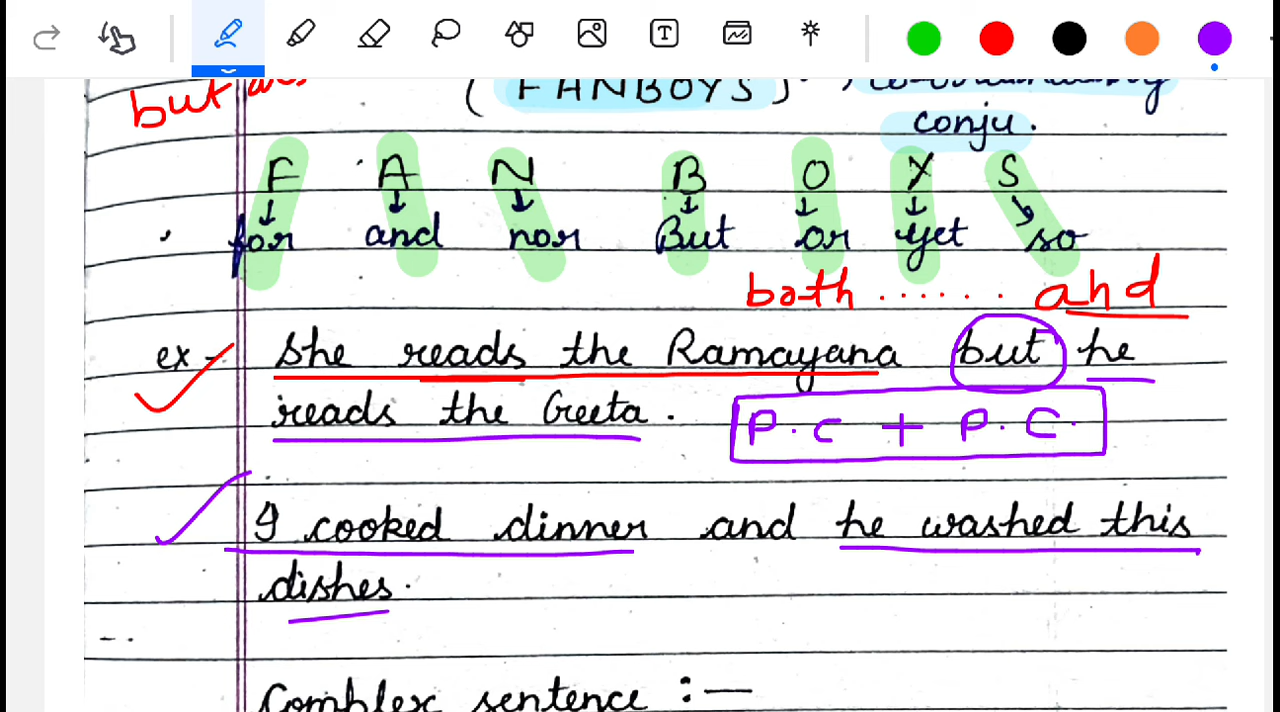 but
( FANBOYS )
conju.
F A N B O Y S
for and nor But or yet so
both ...... and
ex - She reads the Ramayana but he
reads the Geeta. P.C + P.C.
I cooked dinner and he washed this
dishes.
Complex sentence :—